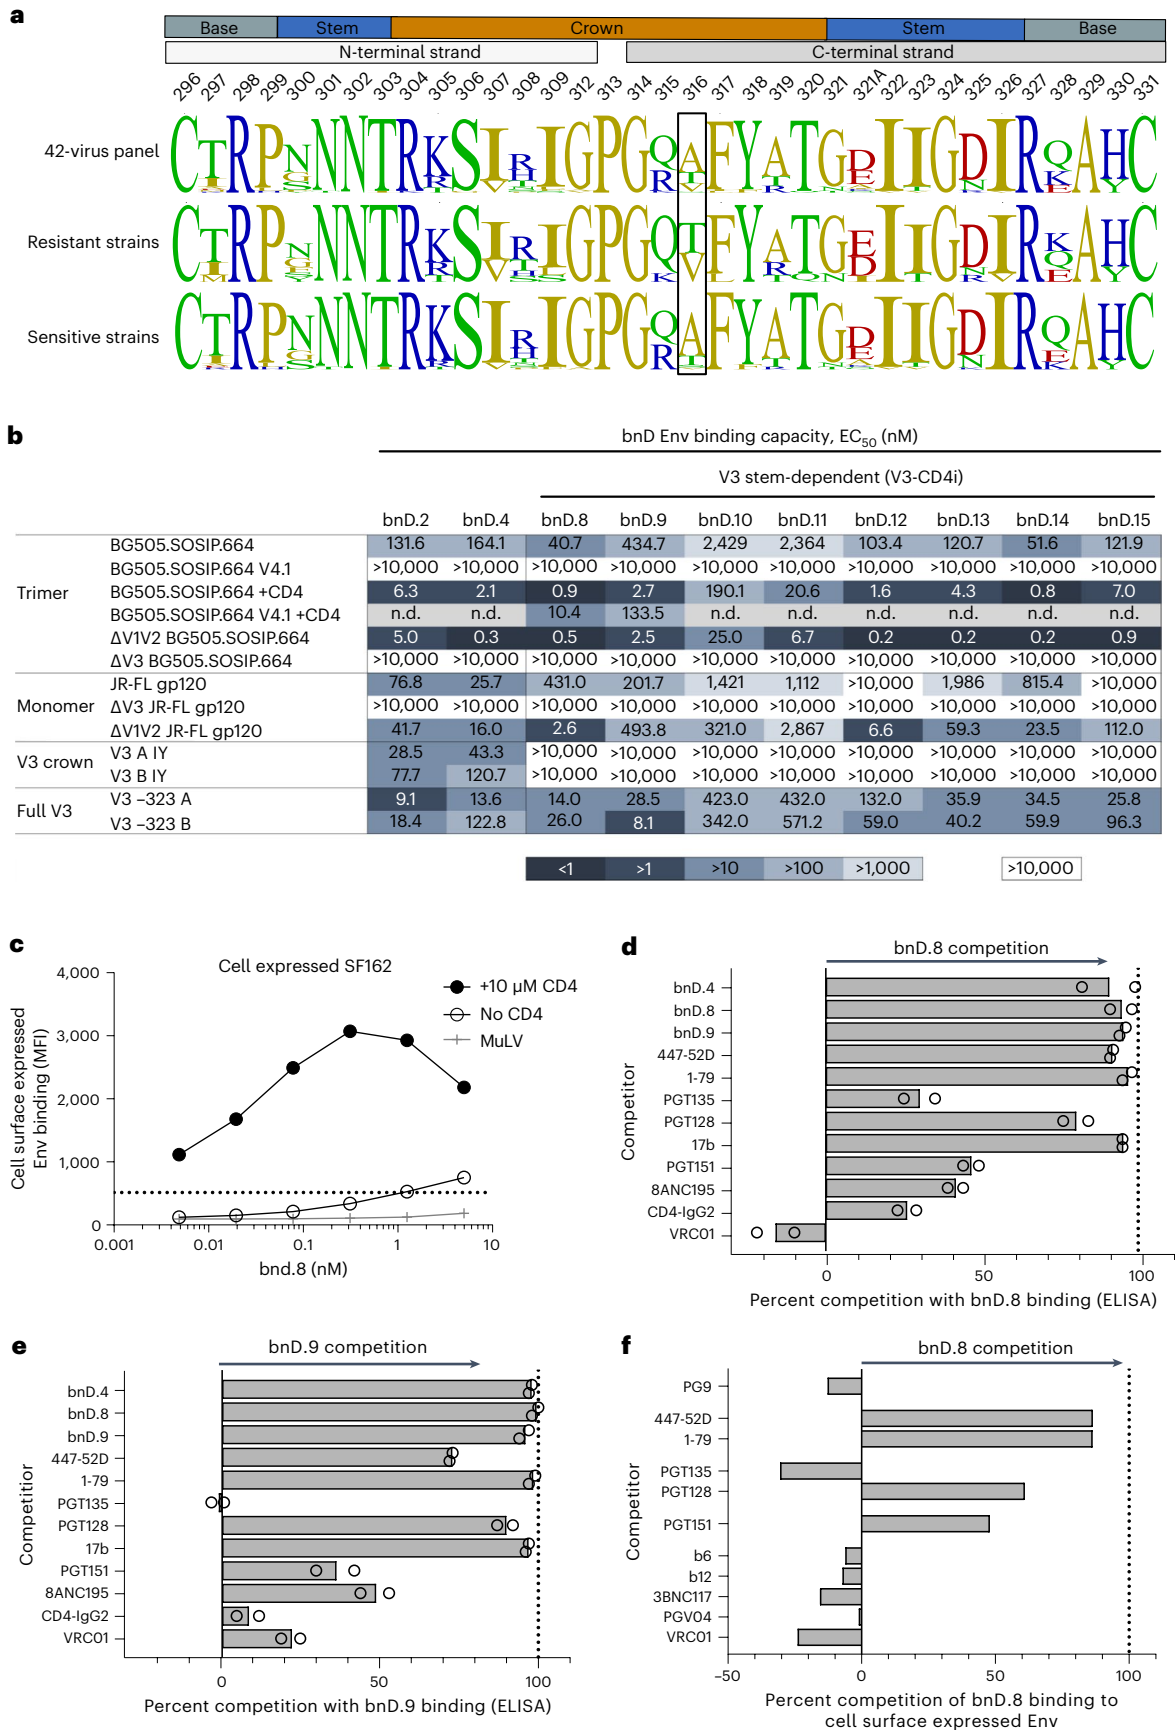 a
Base Stem Crown Stem Base
N-terminal strand C-terminal strand
296 297 298 299 300 301 302 303 304 305 306 307 308 309 312 313 314 315 316 317 318 319 320 321 321A 322 323 324 325 326 327 328 329 330 331
42-virus panel
Resistant strains
Sensitive strains
b
bnD Env binding capacity, EC50 (nM)
V3 stem-dependent (V3-CD4i)
bnD.2 bnD.4 bnD.8 bnD.9 bnD.10 bnD.11 bnD.12 bnD.13 bnD.14 bnD.15
Trimer
BG505.SOSIP.664 131.6 164.1 40.7 434.7 2,429 2,364 103.4 120.7 51.6 121.9
BG505.SOSIP.664 V4.1 >10,000 >10,000 >10,000 >10,000 >10,000 >10,000 >10,000 >10,000 >10,000 >10,000
BG505.SOSIP.664 +CD4 6.3 2.1 0.9 2.7 190.1 20.6 1.6 4.3 0.8 7.0
BG505.SOSIP.664 V4.1 +CD4 n.d. n.d. 10.4 133.5 n.d. n.d. n.d. n.d. n.d. n.d.
ΔV1V2 BG505.SOSIP.664 5.0 0.3 0.5 2.5 25.0 6.7 0.2 0.2 0.2 0.9
ΔV3 BG505.SOSIP.664 >10,000 >10,000 >10,000 >10,000 >10,000 >10,000 >10,000 >10,000 >10,000 >10,000
Monomer
JR-FL gp120 76.8 25.7 431.0 201.7 1,421 1,112 >10,000 1,986 815.4 >10,000
ΔV3 JR-FL gp120 >10,000 >10,000 >10,000 >10,000 >10,000 >10,000 >10,000 >10,000 >10,000 >10,000
ΔV1V2 JR-FL gp120 41.7 16.0 2.6 493.8 321.0 2,867 6.6 59.3 23.5 112.0
V3 crown
V3 A IY 28.5 43.3 >10,000 >10,000 >10,000 >10,000 >10,000 >10,000 >10,000 >10,000
V3 B IY 77.7 120.7 >10,000 >10,000 >10,000 >10,000 >10,000 >10,000 >10,000 >10,000
Full V3
V3 –323 A 9.1 13.6 14.0 28.5 423.0 432.0 132.0 35.9 34.5 25.8
V3 –323 B 18.4 122.8 26.0 8.1 342.0 571.2 59.0 40.2 59.9 96.3
<1 >1 >10 >100 >1,000 >10,000
c
Cell expressed SF162
+10 µM CD4
No CD4
MuLV
Cell surface expressed
Env binding (MFI)
4,000
3,000
2,000
1,000
0
0.001 0.01 0.1 1 10
bnd.8 (nM)
d
bnD.8 competition
Competitor
bnD.4
bnD.8
bnD.9
447-52D
1-79
PGT135
PGT128
17b
PGT151
8ANC195
CD4-IgG2
VRC01
0 50 100
Percent competition with bnD.8 binding (ELISA)
e
bnD.9 competition
Competitior
bnD.4
bnD.8
bnD.9
447-52D
1-79
PGT135
PGT128
17b
PGT151
8ANC195
CD4-IgG2
VRC01
0 50 100
Percent competition with bnD.9 binding (ELISA)
f
bnD.8 competition
Competitor
PG9
447-52D
1-79
PGT135
PGT128
PGT151
b6
b12
3BNC117
PGV04
VRC01
–50 0 50 100
Percent competition of bnD.8 binding to
cell surface expressed Env